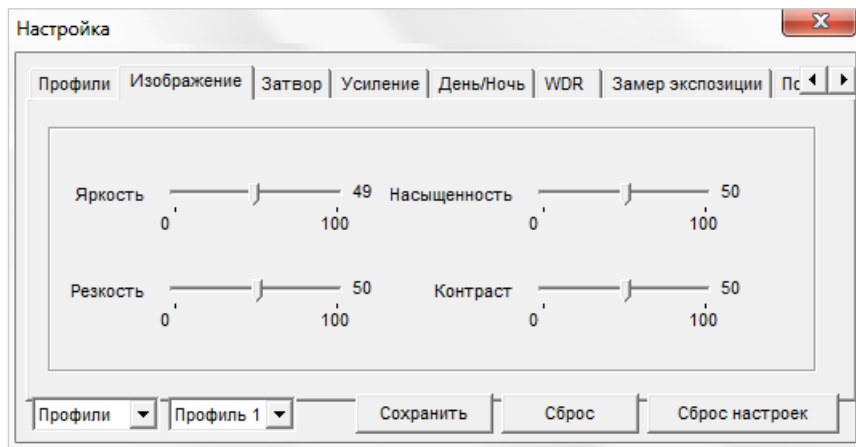 Настройка
Профили Изображение Затвор Усиление День/Ночь WDR Замер экспозиции
Яркость 49 Насыщенность 50
0 100 0 100
Резкость 50 Контраст 50
0 100 0 100
Профили Профиль 1 Сохранить Сброс Сброс настроек